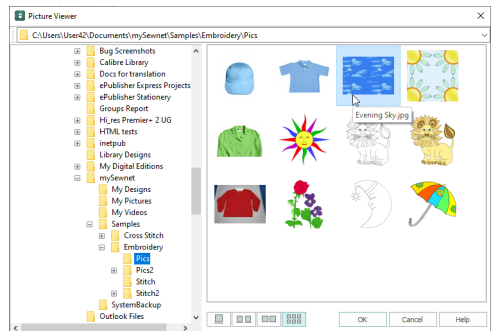 Picture Viewer
C:\Users\User42\Documents\mySewnet\Samples\Embroidery\Pics
Bug Screenshots
Calibre Library
Docs for translation
ePublisher Express Projects
ePublisher Stationery
Groups Report
Hi_res Premier+ 2 UG
HTML tests
inetpub
Library Designs
My Digital Editions
mySewnet
My Designs
My Pictures
My Videos
Samples
Cross Stitch
Embroidery
Pics
Pics2
Stitch
Stitch2
SystemBackup
Outlook Files
Evening Sky.jpg
OK
Cancel
Help